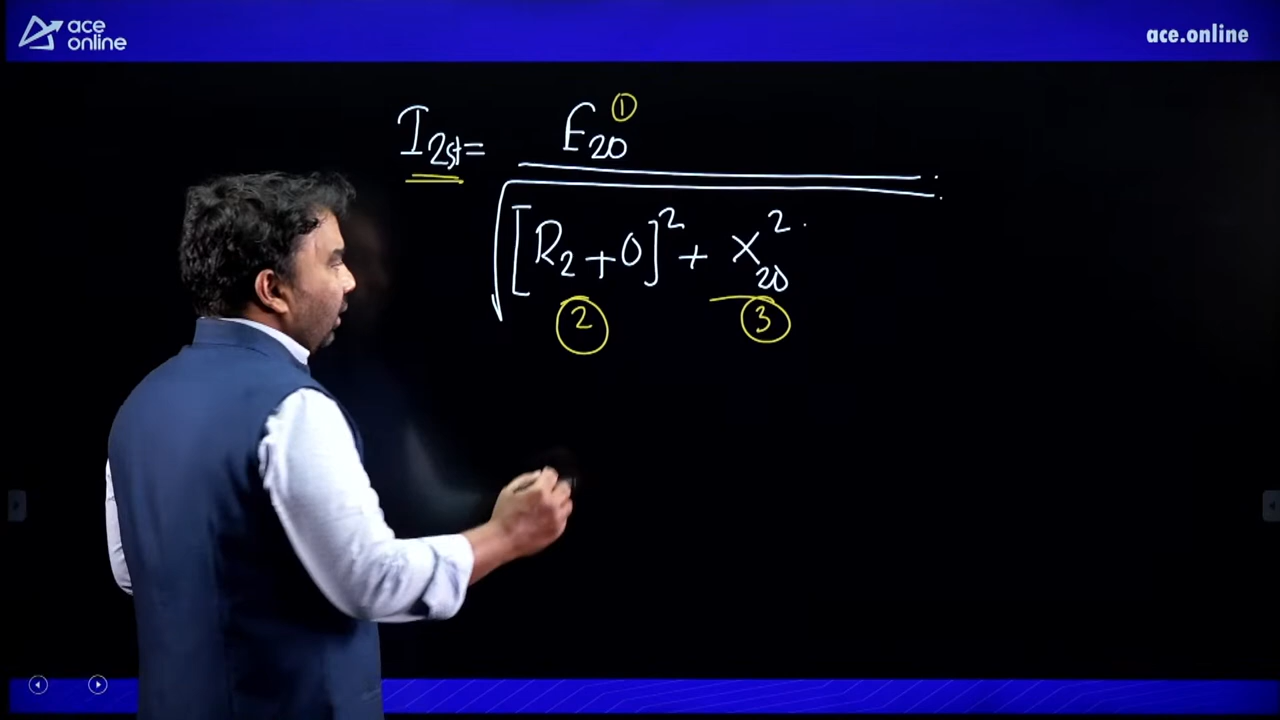 ace
online
ace.online
I₂st = E₂₀ ①
√[R₂+0]² + X₂₀²
② ③